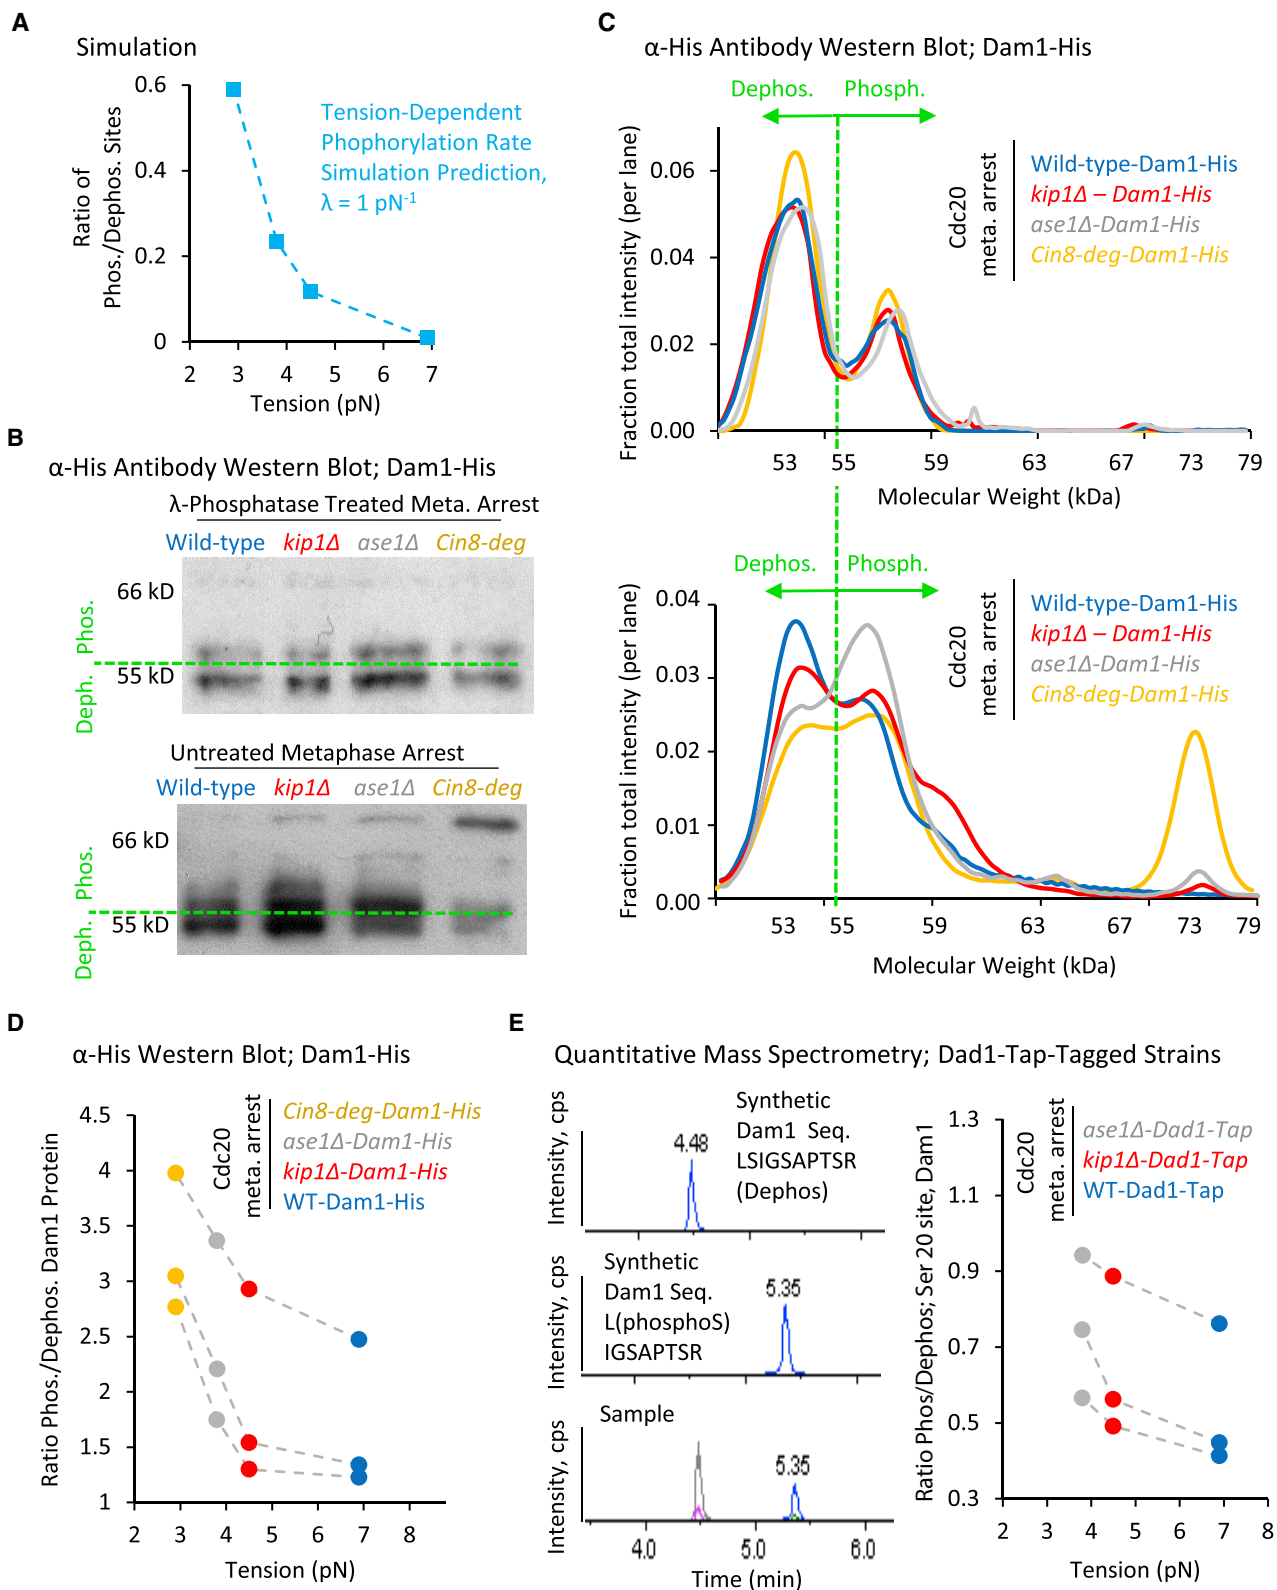 A
Simulation
0.6
0.4
0.2
0
2 3 4 5 6 7
Ratio of
Phos./Dephos. Sites
Tension (pN)
Tension-Dependent
Phophorylation Rate
Simulation Prediction,
λ = 1 pN-1
B
α-His Antibody Western Blot; Dam1-His
λ-Phosphatase Treated Meta. Arrest
Wild-type kip1Δ ase1Δ Cin8-deg
66 kD
55 kD
Deph. Phos.
Untreated Metaphase Arrest
Wild-type kip1Δ ase1Δ Cin8-deg
66 kD
55 kD
Deph. Phos.
C
α-His Antibody Western Blot; Dam1-His
Dephos. Phosph.
Fraction total intensity (per lane)
0.06
0.04
0.02
0.00
53 55 59 63 67 73 79
Molecular Weight (kDa)
Cdc20
meta. arrest
Wild-type-Dam1-His
kip1Δ – Dam1-His
ase1Δ-Dam1-His
Cin8-deg-Dam1-His
Dephos. Phosph.
Fraction total intensity (per lane)
0.04
0.03
0.02
0.01
0.00
53 55 59 63 67 73 79
Molecular Weight (kDa)
Cdc20
meta. arrest
Wild-type-Dam1-His
kip1Δ – Dam1-His
ase1Δ-Dam1-His
Cin8-deg-Dam1-His
D
α-His Western Blot; Dam1-His
Ratio Phos./Dephos. Dam1 Protein
4.5
4
3.5
3
2.5
2
1.5
1
2 3 4 5 6 7 8
Tension (pN)
Cdc20
meta. arrest
Cin8-deg-Dam1-His
ase1Δ-Dam1-His
kip1Δ-Dam1-His
WT-Dam1-His
E
Quantitative Mass Spectrometry; Dad1-Tap-Tagged Strains
Intensity, cps
4.48
Synthetic
Dam1 Seq.
LSIGSAPTSR
(Dephos)
Intensity, cps
Synthetic
Dam1 Seq.
L(phosphoS)
IGSAPTSR
5.35
Intensity, cps
Sample
5.35
4.0 5.0 6.0
Time (min)
Ratio Phos/Dephos; Ser 20 site, Dam1
1.3
1.1
0.9
0.7
0.5
0.3
2 3 4 5 6 7 8
Tension (pN)
Cdc20
meta. arrest
ase1Δ-Dad1-Tap
kip1Δ-Dad1-Tap
WT-Dad1-Tap